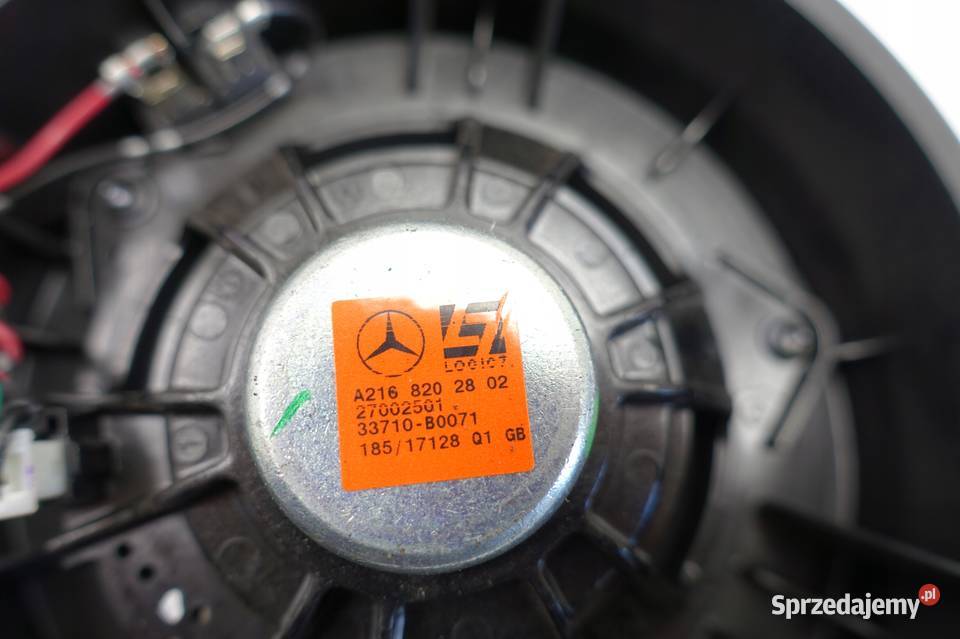 LOGIC7
A216 820 28 02
27002501
33710-B0071
185/17128 Q1 GB
Sprzedajemy.pl